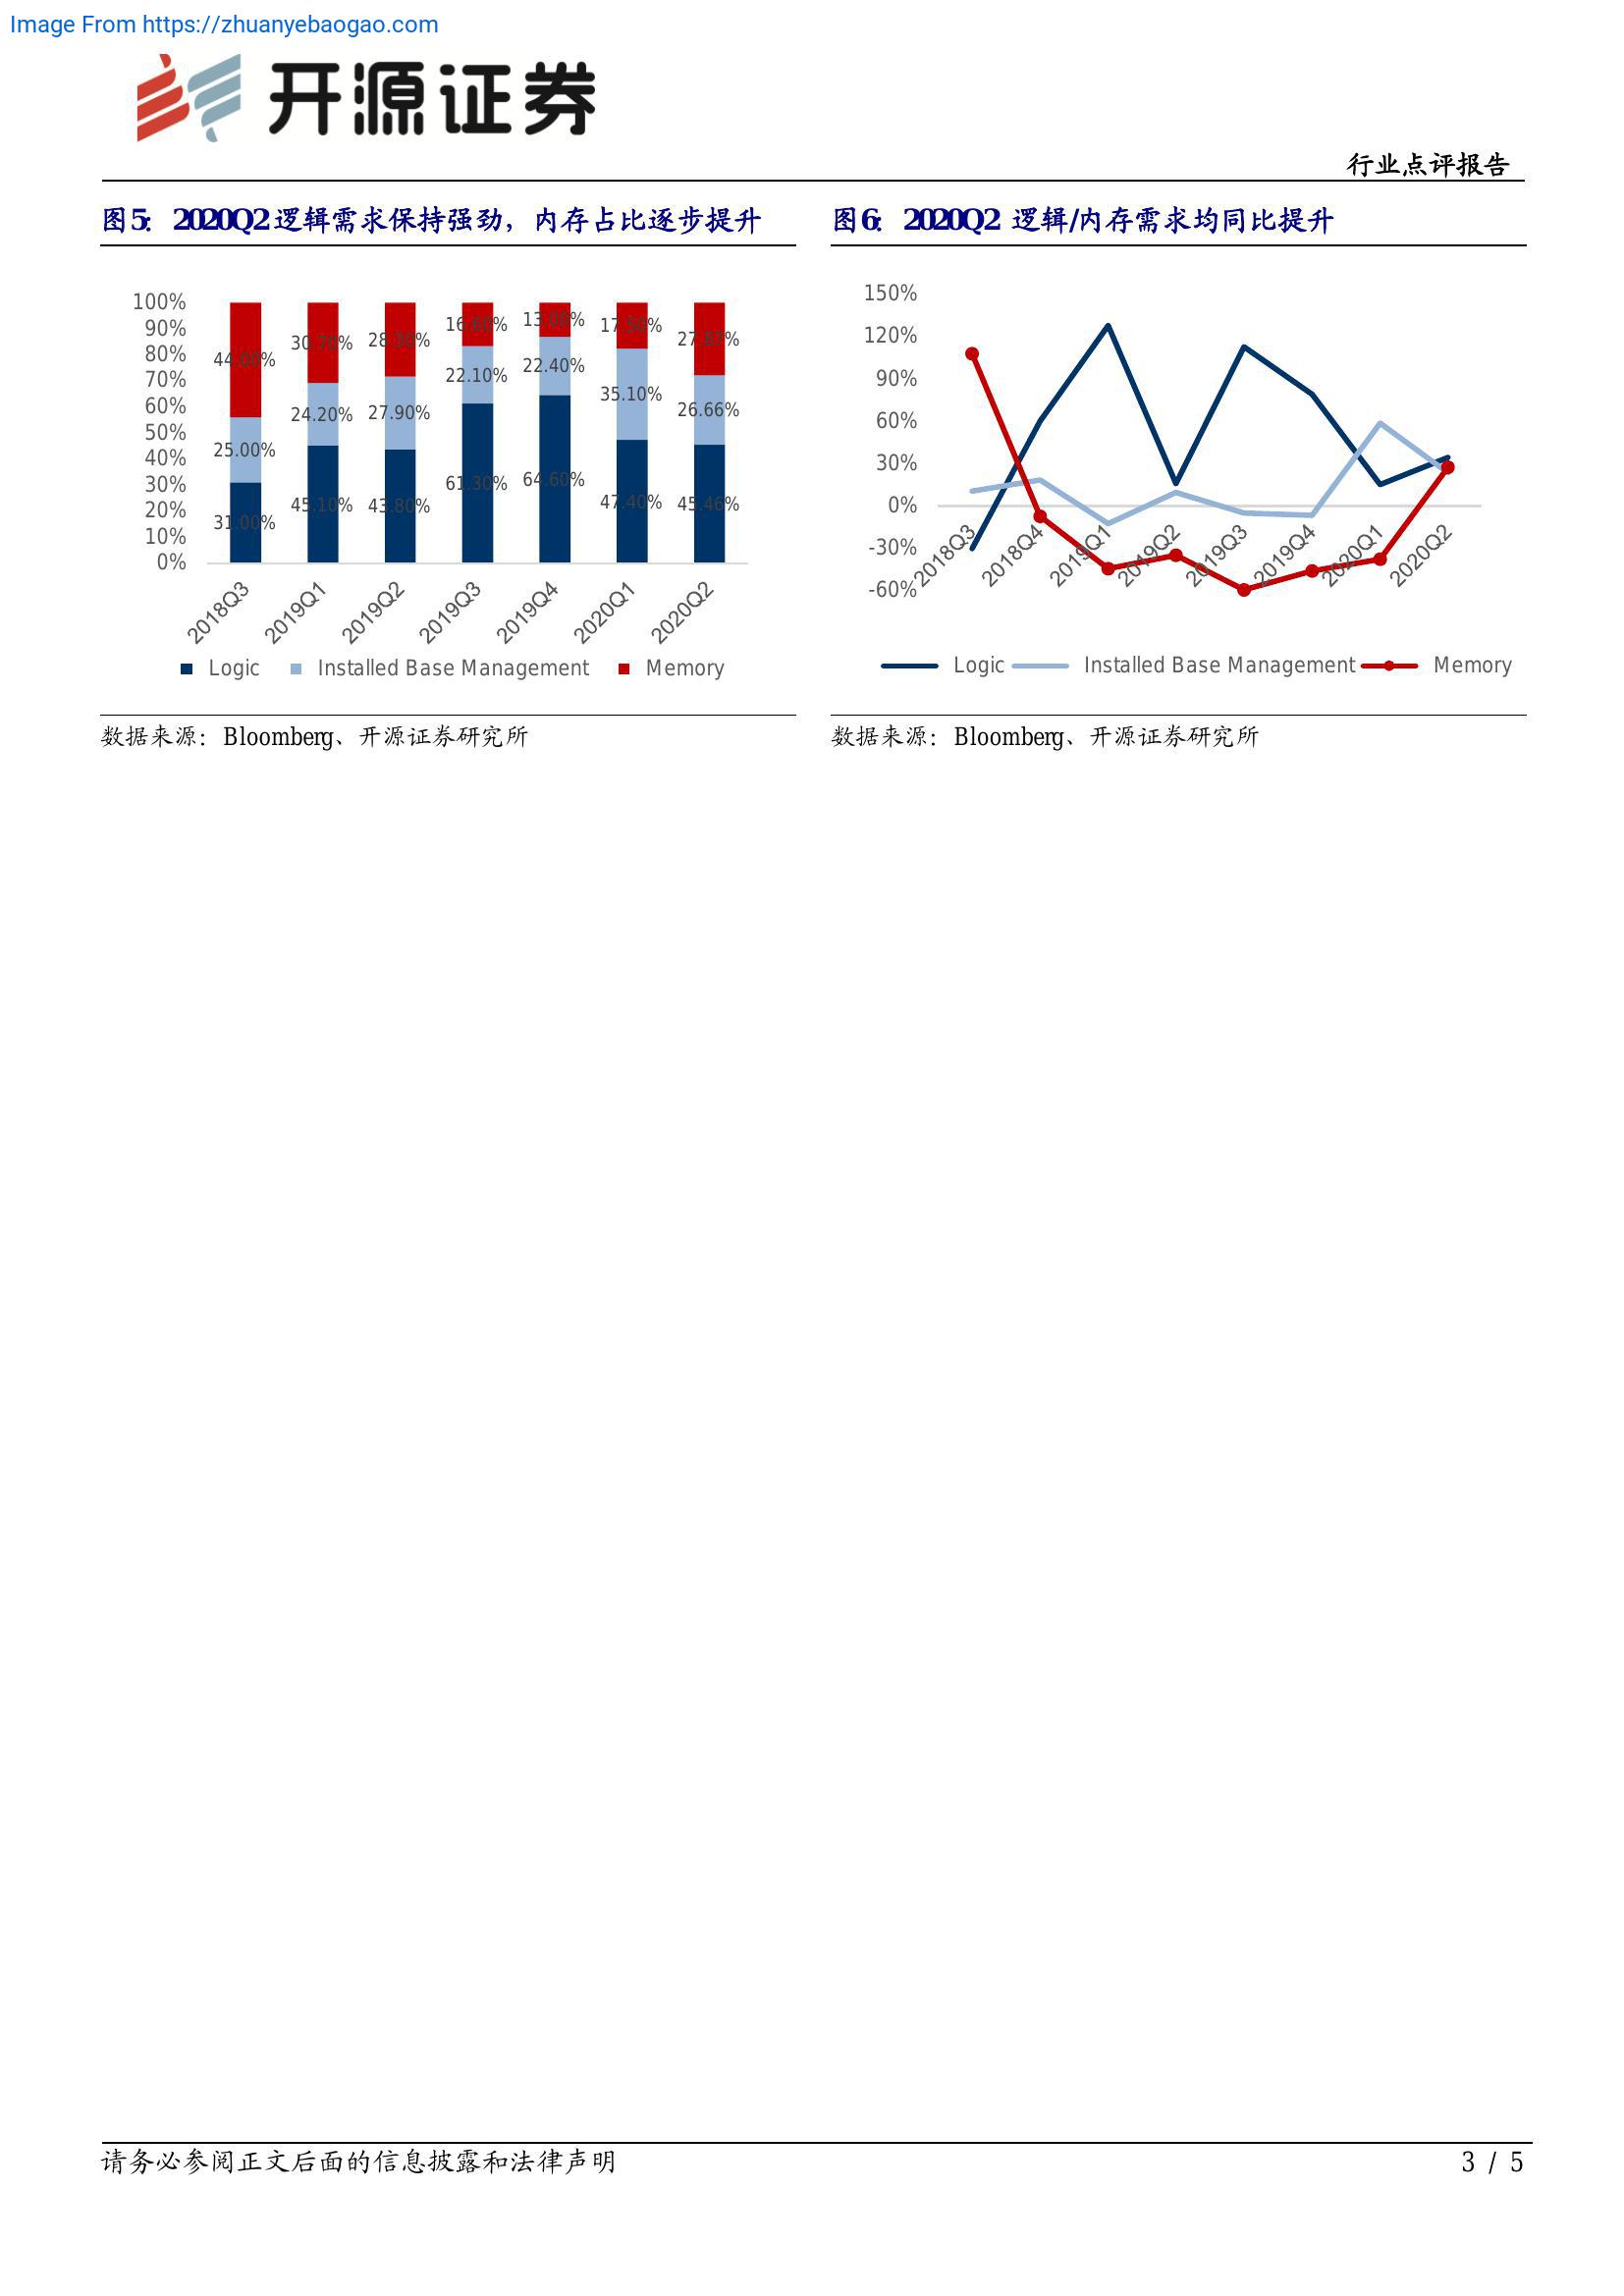 Image From https://zhuanyebaogao.com
开源证券
行业点评报告
图5: 2020Q2逻辑需求保持强劲，内存占比逐步提升
100%
90%
80%
70%
60%
50%
40%
30%
20%
10%
0%
44.00% 30.70% 28.30% 16.60% 13.00% 17.50% 27.87%
25.00% 24.20% 27.90% 22.10% 22.40% 35.10% 26.66%
31.00% 45.10% 43.80% 61.30% 64.60% 47.40% 45.46%
2018Q3 2019Q1 2019Q2 2019Q3 2019Q4 2020Q1 2020Q2
Logic Installed Base Management Memory
数据来源：Bloomberg、开源证券研究所
图6: 2020Q2 逻辑/内存需求均同比提升
150%
120%
90%
60%
30%
0%
-30%
-60%
2018Q3 2018Q4 2019Q1 2019Q2 2019Q3 2019Q4 2020Q1 2020Q2
Logic Installed Base Management Memory
数据来源：Bloomberg、开源证券研究所
请务必参阅正文后面的信息披露和法律声明
3 / 5